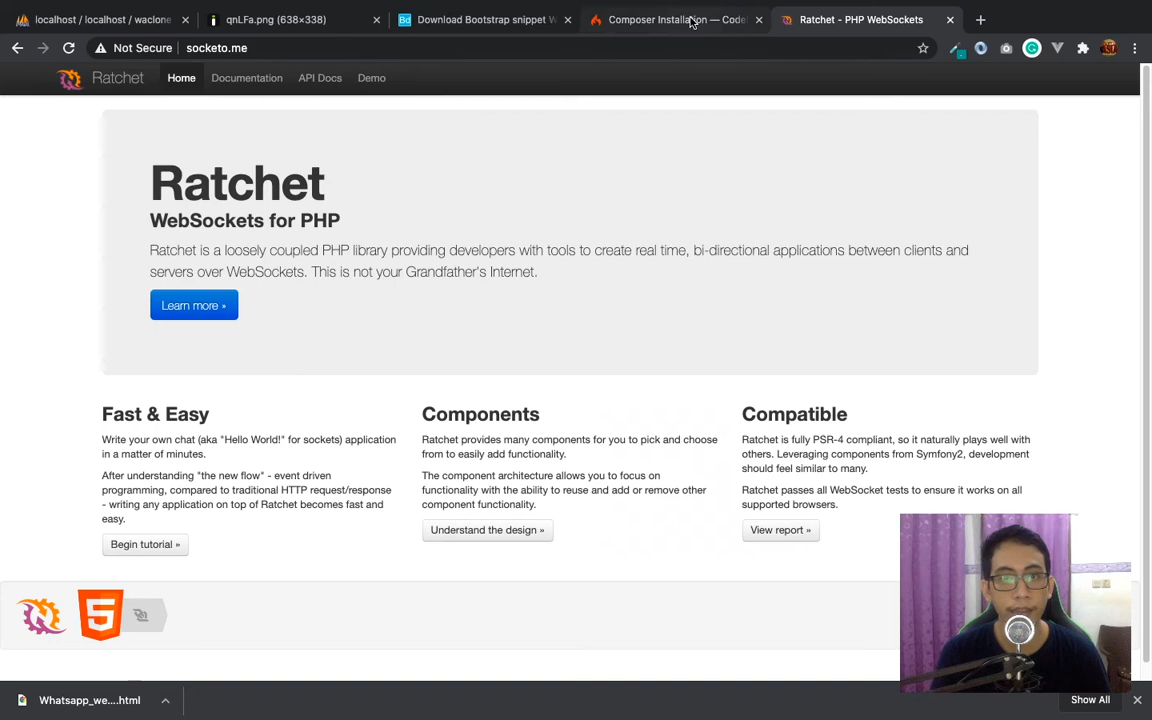 localhost / localhost / waclone
qnLFa.png (638×338)
Download Bootstrap snippet W
Composer Installation — CodeI
Ratchet - PHP WebSockets
Not Secure
socketo.me
Ratchet
Home
Documentation
API Docs
Demo
Ratchet
WebSockets for PHP
Ratchet is a loosely coupled PHP library providing developers with tools to create real time, bi-directional applications between clients and
servers over WebSockets. This is not your Grandfather's Internet.
Learn more »
Fast & Easy
Write your own chat (aka "Hello World!" for sockets) application
in a matter of minutes.
After understanding "the new flow" - event driven
programming, compared to traditional HTTP request/response
- writing any application on top of Ratchet becomes fast and
easy.
Begin tutorial »
Components
Ratchet provides many components for you to pick and choose
from to easily add functionality.
The component architecture allows you to focus on
functionality with the ability to reuse and add or remove other
component functionality.
Understand the design »
Compatible
Ratchet is fully PSR-4 compliant, so it naturally plays well with
others. Leveraging components from Symfony2, development
should feel similar to many.
Ratchet passes all WebSocket tests to ensure it works on all
supported browsers.
View report »
Whatsapp_we....html
Show All